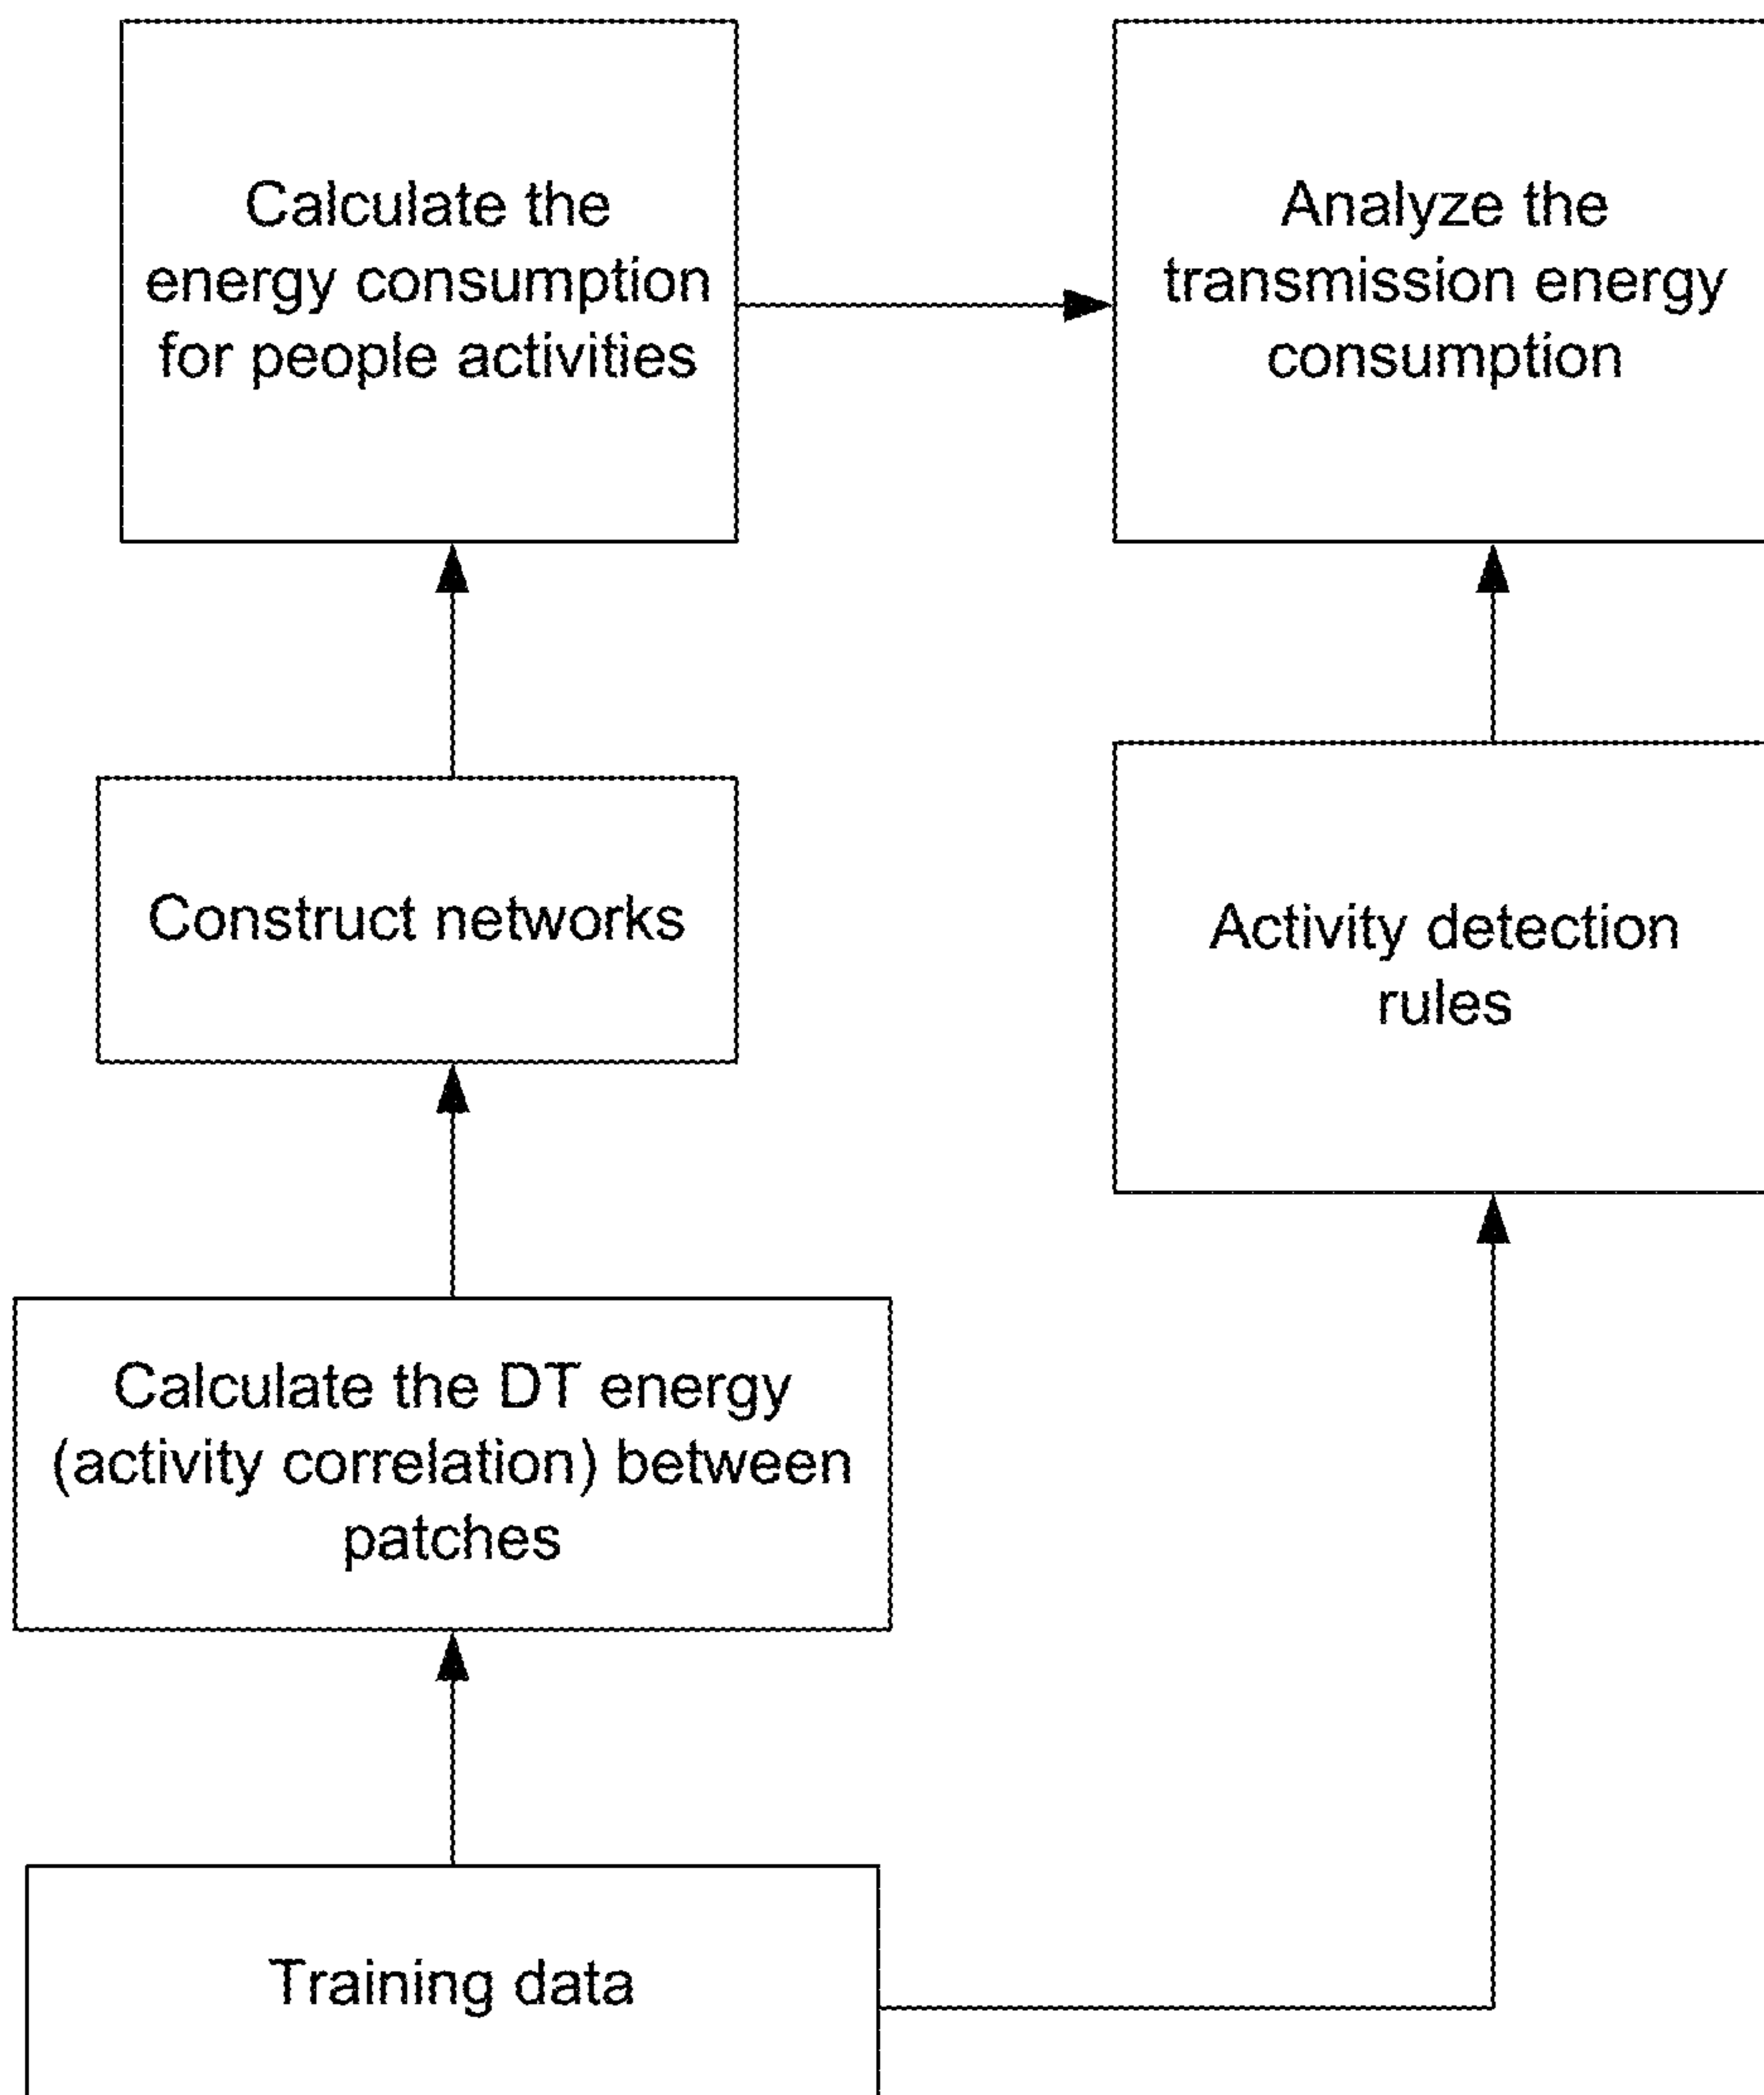 Calculate the
energy consumption
for people activities
Analyze the
transmission energy
consumption
Construct networks
Activity detection
rules
Calculate the DT energy
(activity correlation) between
patches
Training data